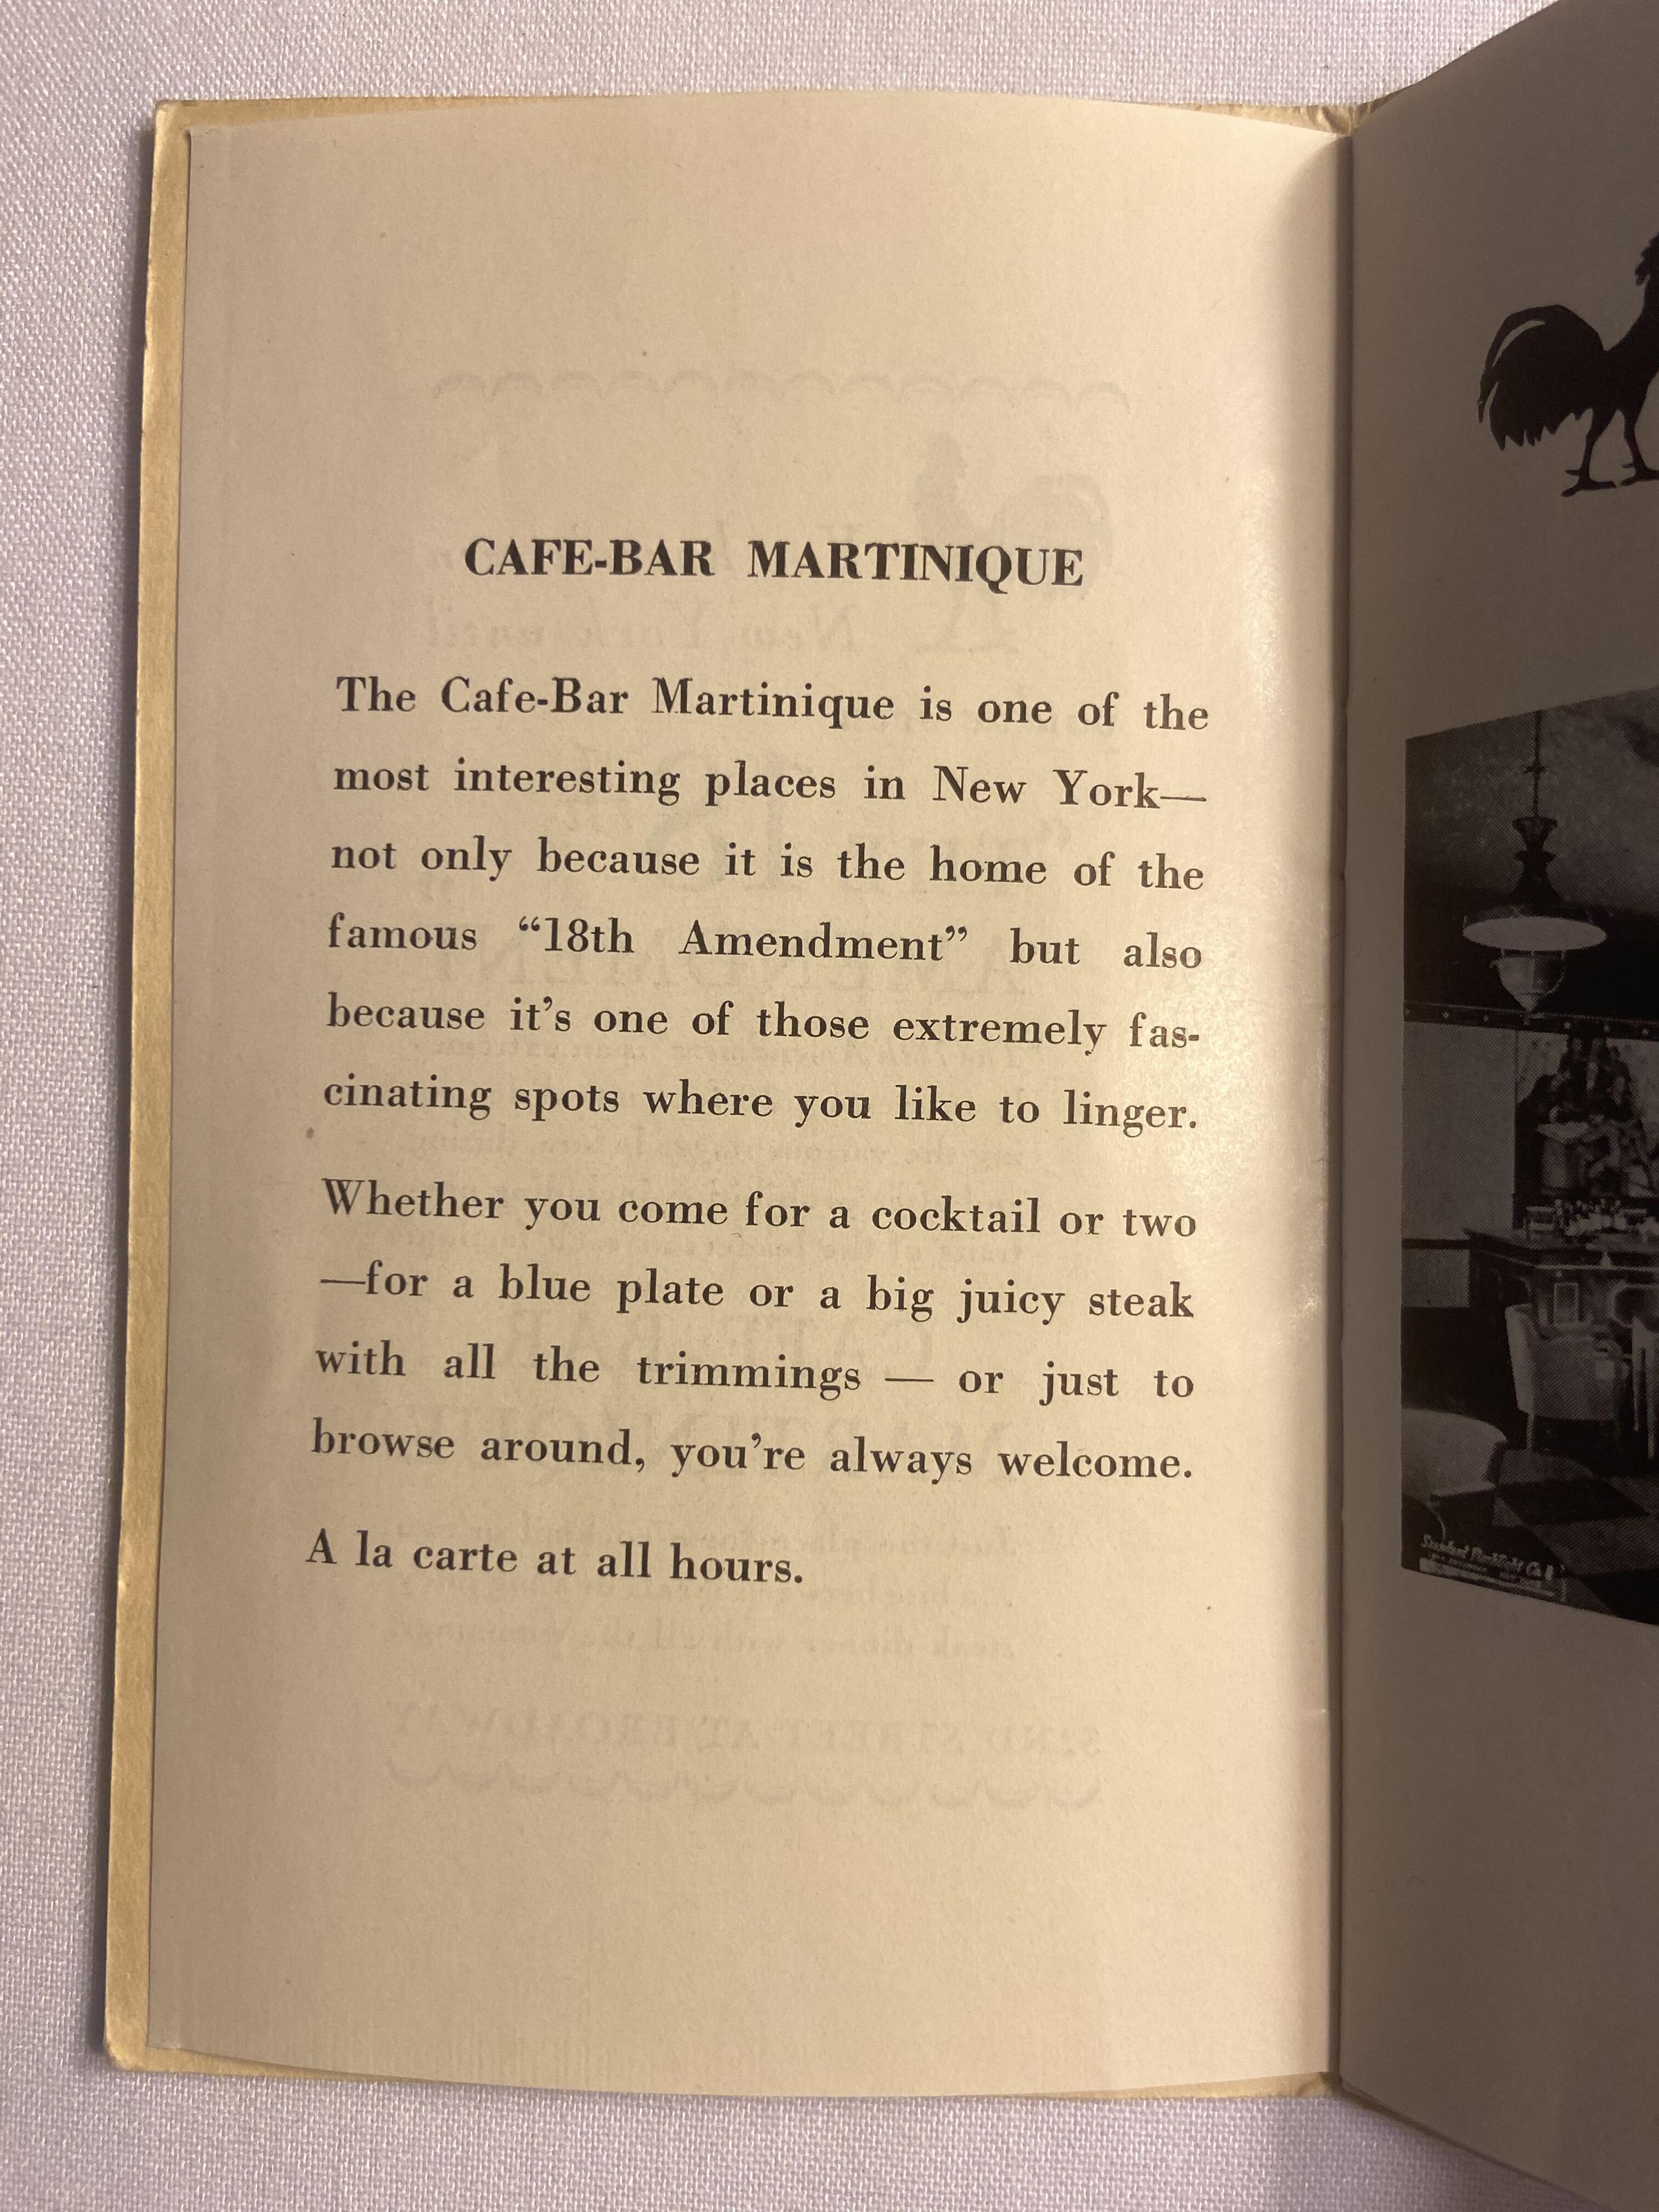 CAFE-BAR MARTINIQUE
The Cafe-Bar Martinique is one of the
most interesting places in New York—
not only because it is the home of the
famous “18th Amendment” but also
because it’s one of those extremely fas-
cinating spots where you like to linger.
Whether you come for a cocktail or two
—for a blue plate or a big juicy steak
with all the trimmings — or just to
browse around, you’re always welcome.
A la carte at all hours.
Standard Flashlight Co.